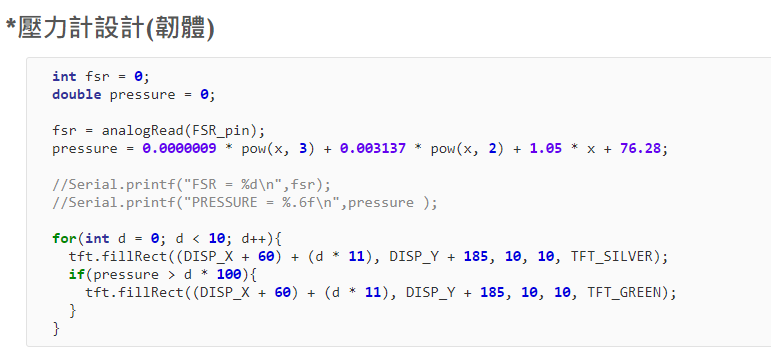 *壓力計設計(韌體)
int fsr = 0;
double pressure = 0;
fsr = analogRead(FSR_pin);
pressure = 0.0000009 * pow(x, 3) + 0.003137 * pow(x, 2) + 1.05 * x + 76.28;
//Serial.printf("FSR = %d\n",fsr);
//Serial.printf("PRESSURE = %.6f\n",pressure );
for(int d = 0; d < 10; d++){
tft.fillRect((DISP_X + 60) + (d * 11), DISP_Y + 185, 10, 10, TFT_SILVER);
if(pressure > d * 100){
tft.fillRect((DISP_X + 60) + (d * 11), DISP_Y + 185, 10, 10, TFT_GREEN);
}
}